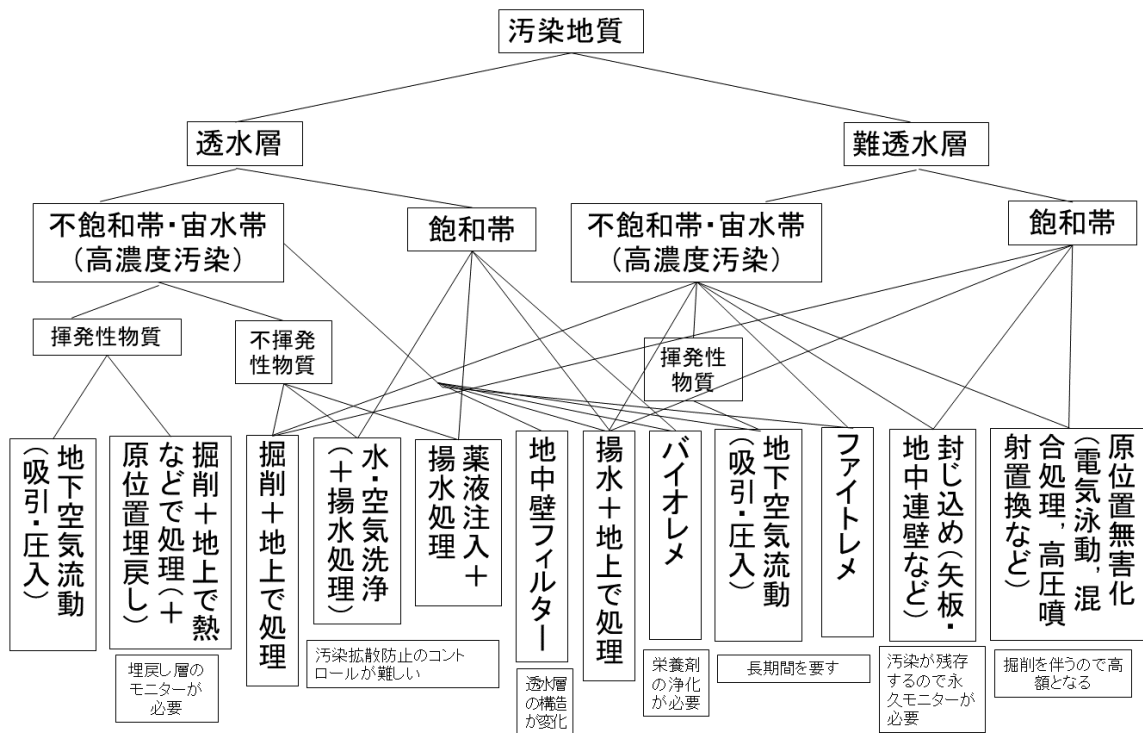 汚染地質
透水層
難透水層
不飽和帯・宙水帯
（高濃度汚染）
飽和帯
不飽和帯・宙水帯
（高濃度汚染）
飽和帯
揮発性物質
不揮発
性物質
揮発性
物質
地下空気流動
（吸引・圧入）
掘削＋地上で熱
などで処理（＋
原位置埋戻し）
掘削＋地上で処理
水・空気洗浄
（＋揚水処理）
薬液注入＋
揚水処理
地中壁フィルター
揚水＋地上で処理
バイオレメ
地下空気流動
（吸引・圧入）
ファイトレメ
封じ込め（矢板・
地中連壁など）
原位置無害化
（電気泳動，混
合処理，高圧噴
射置換など）
埋戻し層の
モニターが
必要
汚染拡散防止のコント
ロールが難しい
透水層
の構造
が変化
栄養剤
の浄化
が必要
長期間を要す
汚染が残存
するので永
久モニターが
必要
掘削を伴うので高
額となる